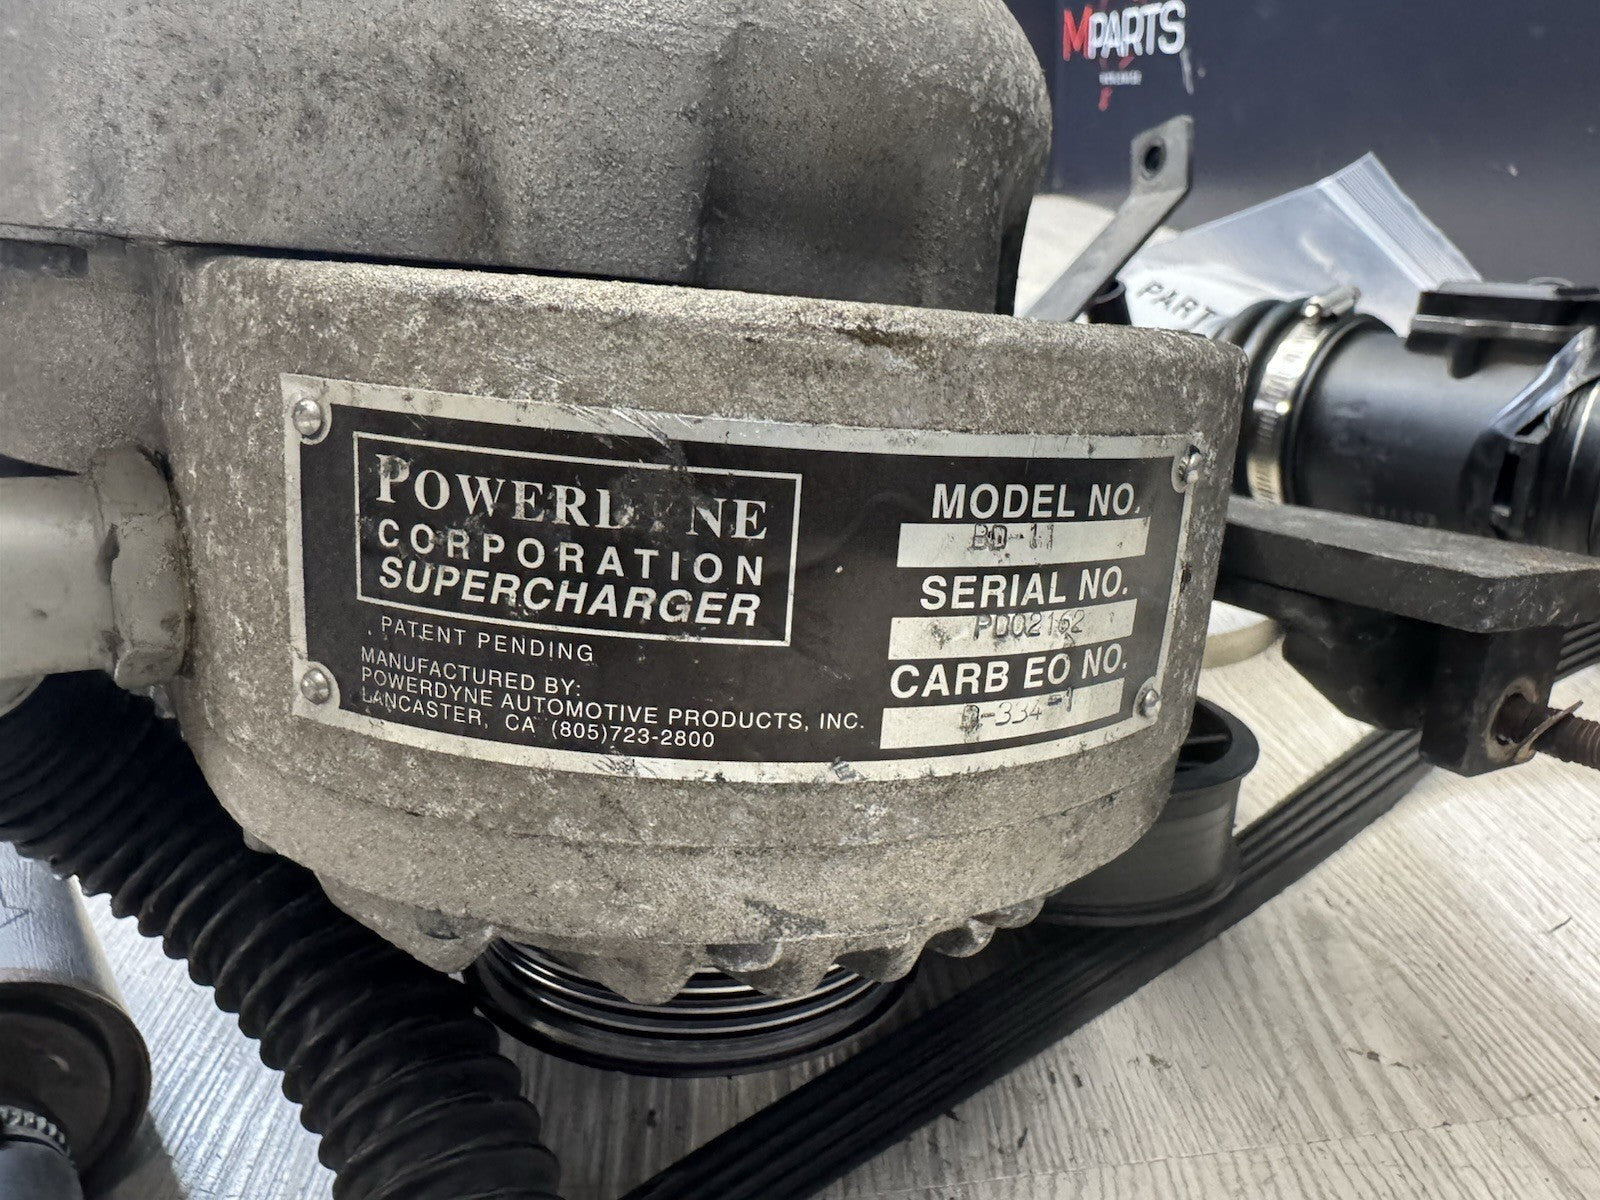 MPARTS
PART
POWERDYNE
CORPORATION
SUPERCHARGER
PATENT PENDING
MANUFACTURED BY:
POWERDYNE AUTOMOTIVE PRODUCTS, INC.
LANCASTER, CA (805)723-2800
MODEL NO.
BD-11
SERIAL NO.
PD02162
CARB EO NO.
D-334-1